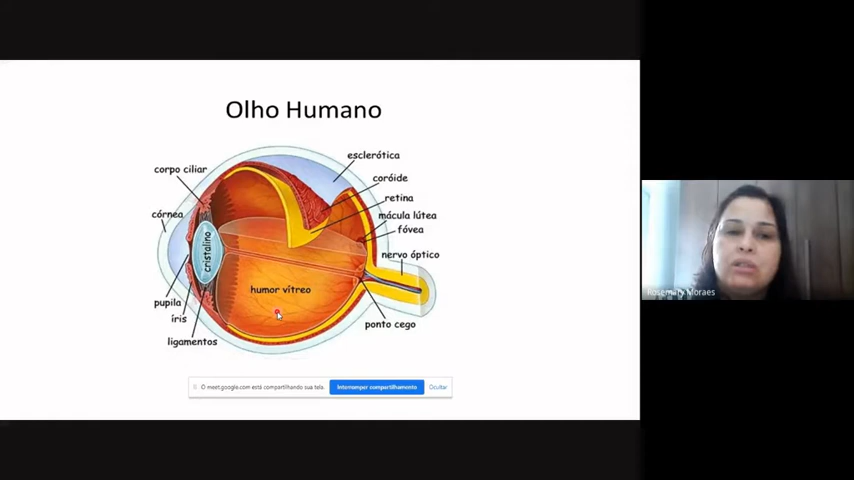 Olho Humano
esclerótica
corpo ciliar
coróide
retina
córnea
mácula lútea
fóvea
cristalino
nervo óptico
humor vítreo
pupila
íris
ponto cego
ligamentos
O meet.google.com está compartilhando sua tela.
Interromper compartilhamento
Ocultar
Rosemary Moraes